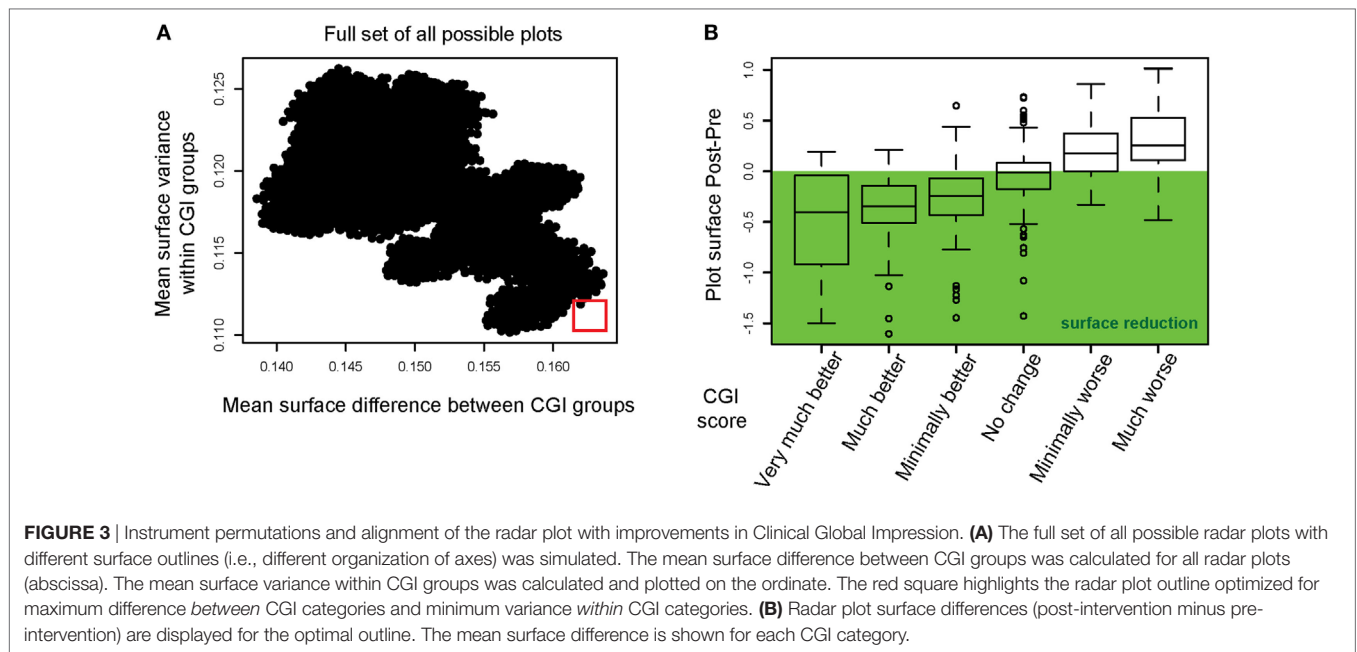 A
Full set of all possible plots
Mean surface variance
within CGI groups
0.125
0.120
0.115
0.110
0.140 0.145 0.150 0.155 0.160
Mean surface difference between CGI groups
B
Plot surface Post-Pre
1.0
0.5
0.0
-0.5
-1.0
-1.5
surface reduction
CGI
score
Very much better
Much better
Minimally better
No change
Minimally worse
Much worse
FIGURE 3 | Instrument permutations and alignment of the radar plot with improvements in Clinical Global Impression. (A) The full set of all possible radar plots with
different surface outlines (i.e., different organization of axes) was simulated. The mean surface difference between CGI groups was calculated for all radar plots
(abscissa). The mean surface variance within CGI groups was calculated and plotted on the ordinate. The red square highlights the radar plot outline optimized for
maximum difference between CGI categories and minimum variance within CGI categories. (B) Radar plot surface differences (post-intervention minus pre-
intervention) are displayed for the optimal outline. The mean surface difference is shown for each CGI category.